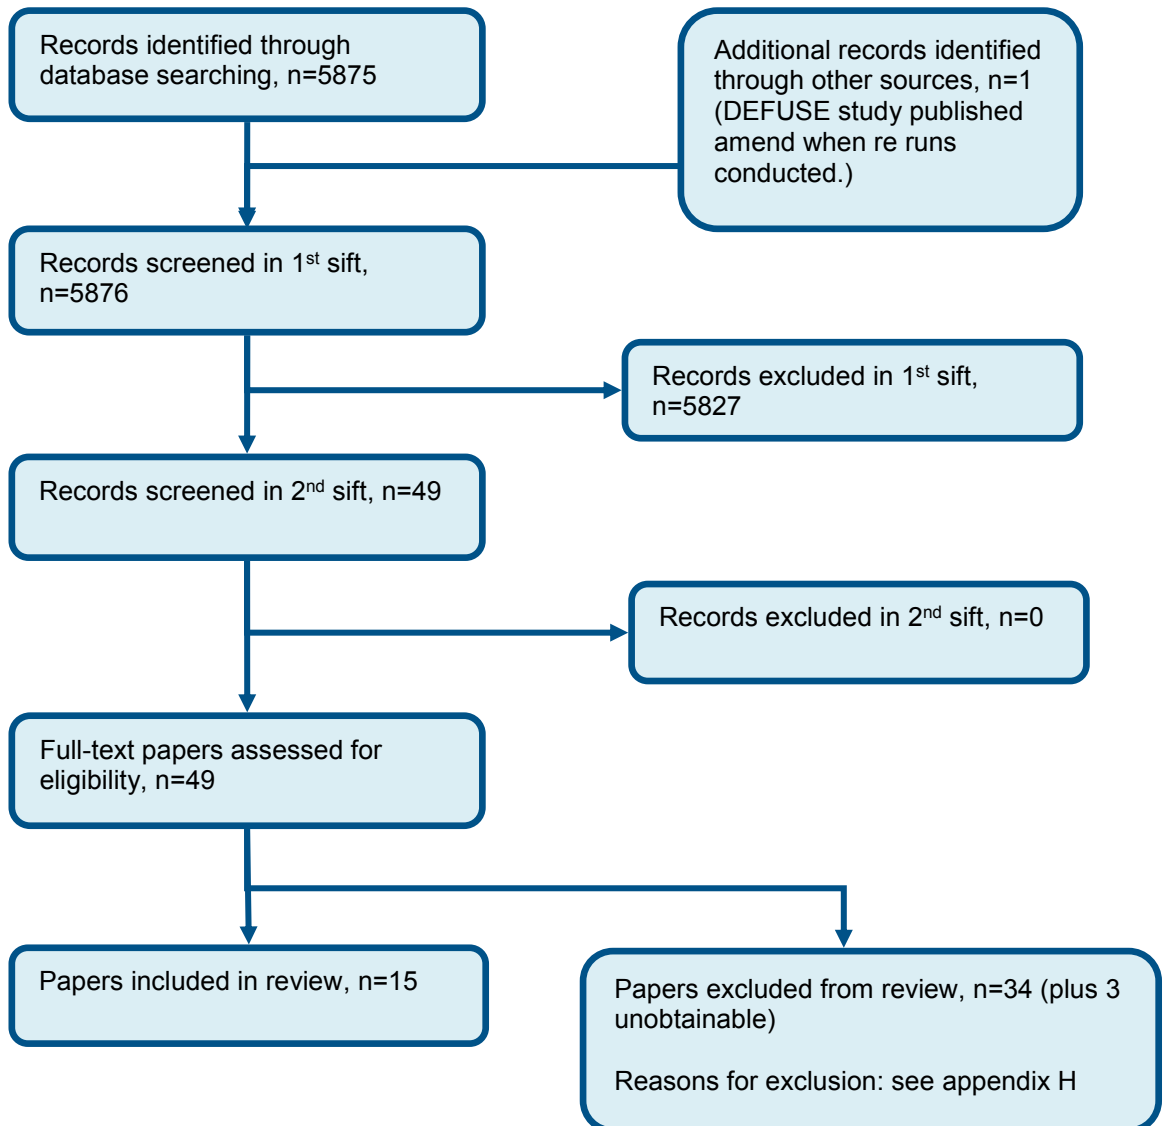 Records identified through
database searching, n=5875
Additional records identified
through other sources, n=1
(DEFUSE study published
amend when re runs
conducted.)
Records screened in 1st sift,
n=5876
Records excluded in 1st sift,
n=5827
Records screened in 2nd sift, n=49
Records excluded in 2nd sift, n=0
Full-text papers assessed for
eligibility, n=49
Papers included in review, n=15
Papers excluded from review, n=34 (plus 3
unobtainable)
Reasons for exclusion: see appendix H